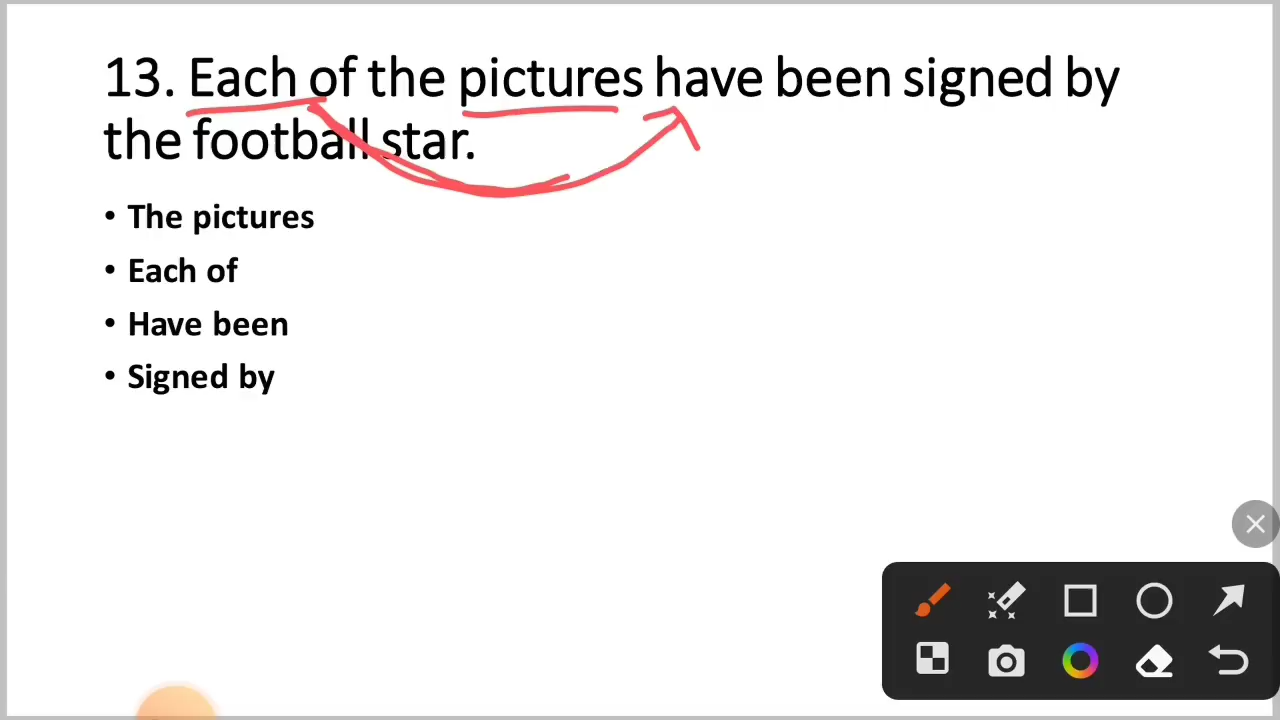 13. Each of the pictures have been signed by
the football star.
• The pictures
• Each of
• Have been
• Signed by